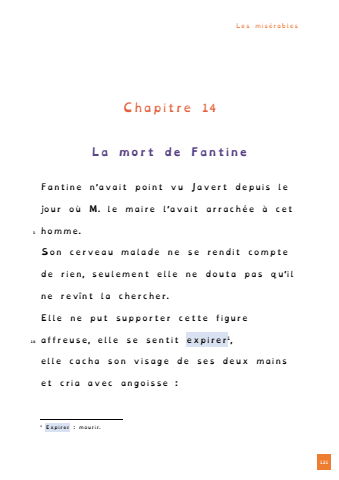 Les misérables
Chapitre 14
La mort de Fantine
Fantine n'avait point vu Javert depuis le
jour où M. le maire l'avait arrachée à cet
5 homme.
Son cerveau malade ne se rendit compte
de rien, seulement elle ne douta pas qu'il
ne revînt la chercher.
Elle ne put supporter cette figure
10 affreuse, elle se sentit expirer¹,
elle cacha son visage de ses deux mains
et cria avec angoisse :
¹ Expirer : mourir.